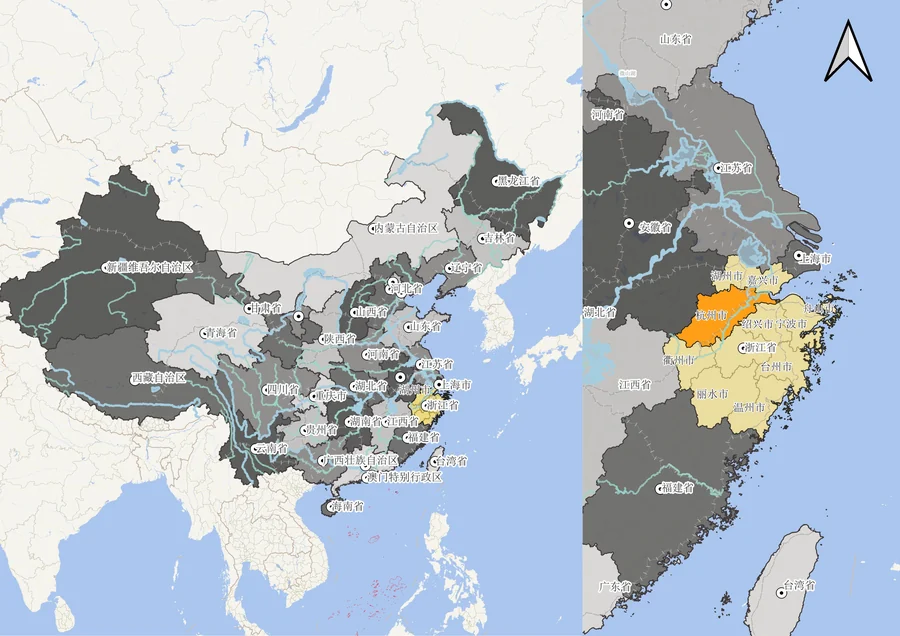 黑龙江省
内蒙古自治区
吉林省
新疆维吾尔自治区
辽宁省
河北省
甘肃省
山西省
青海省
陕西省
山东省
河南省
江苏省
西藏自治区
四川省
重庆市
湖北省
上海市
浙江省
贵州省
湖南省
江西省
福建省
云南省
广西壮族自治区
台湾省
澳门特别行政区
海南省
山东省
河南省
江苏省
安徽省
上海市
湖州市
嘉兴市
湖北省
杭州市
绍兴市
宁波市
浙江省
衢州市
台州市
江西省
丽水市
温州市
福建省
广东省
台湾省